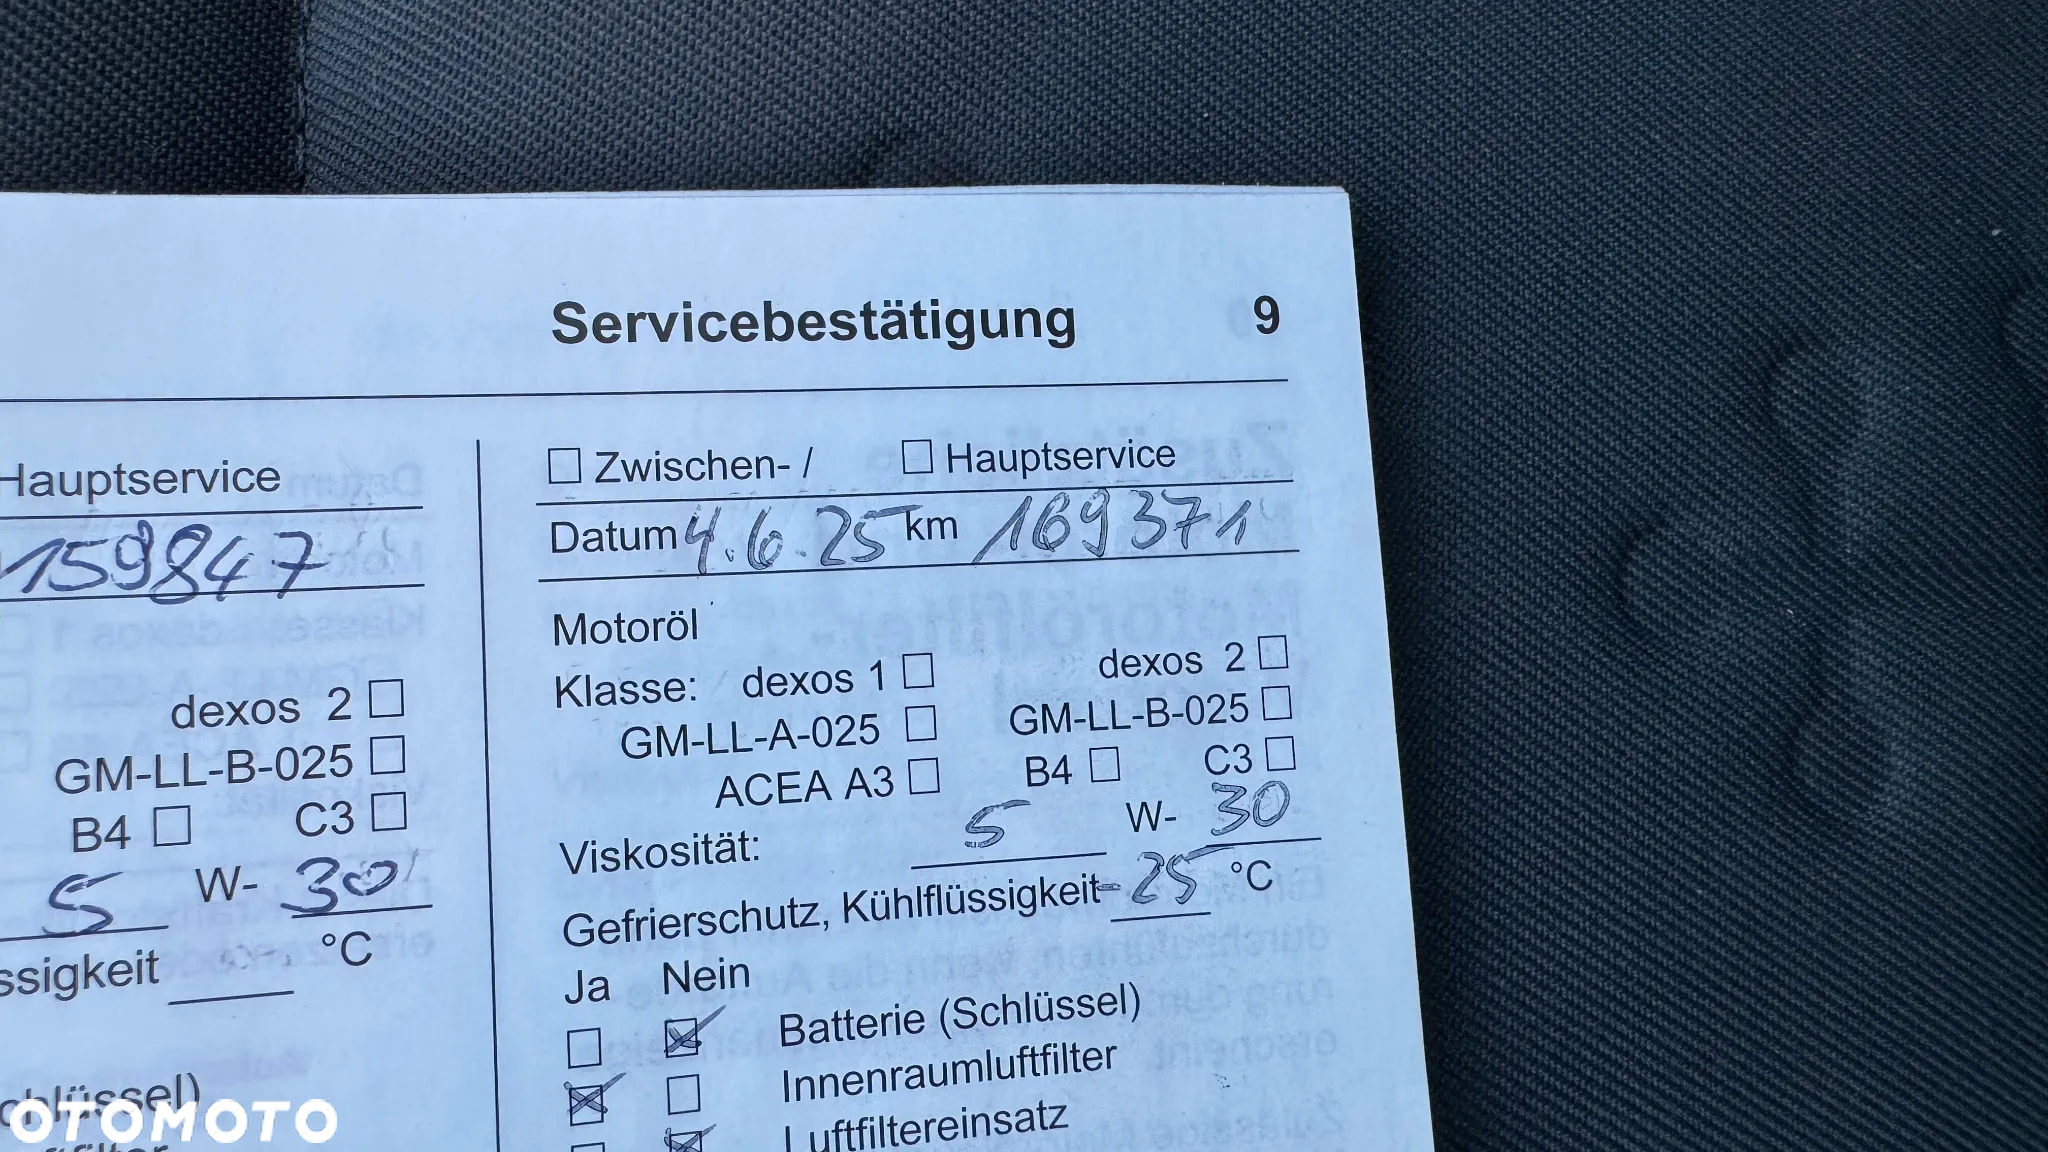 Servicebestätigung 9
Hauptservice
159847
dexos 2
GM-LL-B-025
B4 C3
5 W- 30
ssigkeit °C
chlüssel)
Zwischen- / Hauptservice
Datum 4.6.25 km 169371
Motoröl
Klasse: dexos 1 dexos 2
GM-LL-A-025 GM-LL-B-025
ACEA A3 B4 C3
Viskosität: 5 W- 30
Gefrierschutz, Kühlflüssigkeit -25 °C
Ja Nein
Batterie (Schlüssel)
Innenraumluftfilter
Luftfiltereinsatz
OTOMOTO